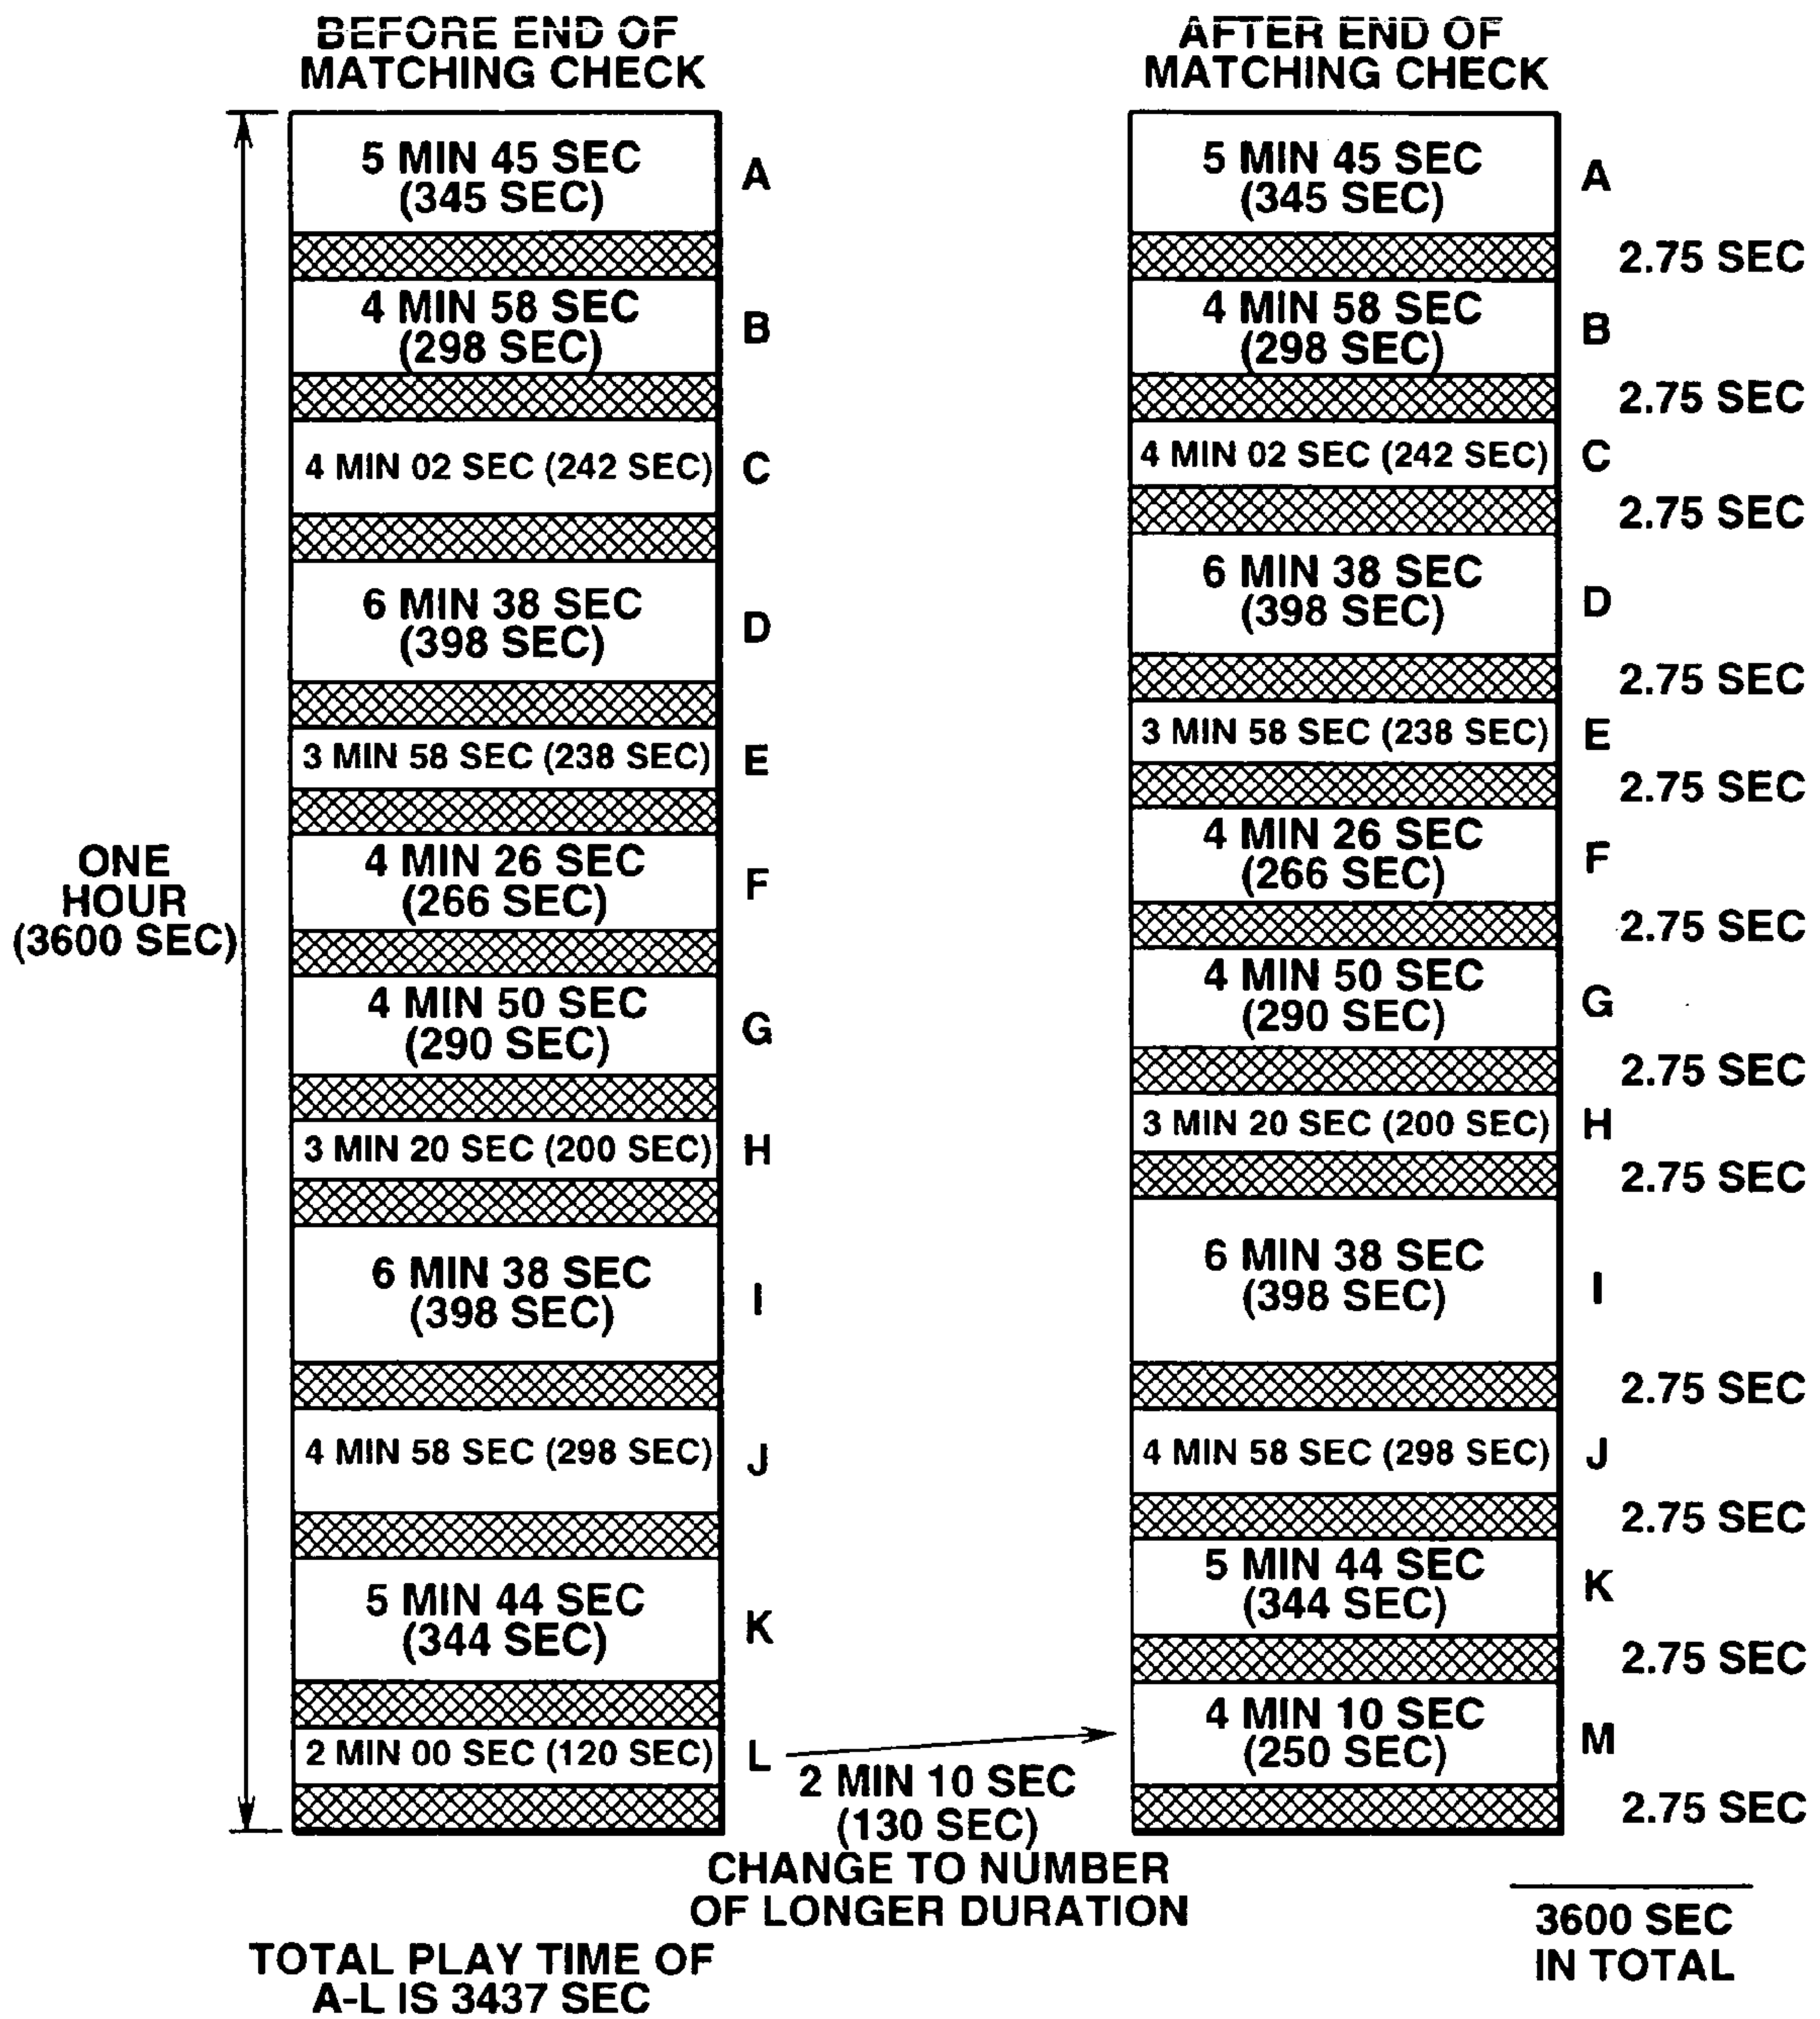 BEFORE END OF
MATCHING CHECK
5 MIN 45 SEC
(345 SEC)
A
4 MIN 58 SEC
(298 SEC)
B
4 MIN 02 SEC (242 SEC)
C
6 MIN 38 SEC
(398 SEC)
D
3 MIN 58 SEC (238 SEC)
E
4 MIN 26 SEC
(266 SEC)
F
ONE
HOUR
(3600 SEC)
4 MIN 50 SEC
(290 SEC)
G
3 MIN 20 SEC (200 SEC)
H
6 MIN 38 SEC
(398 SEC)
I
4 MIN 58 SEC (298 SEC)
J
5 MIN 44 SEC
(344 SEC)
K
2 MIN 00 SEC (120 SEC)
L
2 MIN 10 SEC
(130 SEC)
CHANGE TO NUMBER
OF LONGER DURATION
TOTAL PLAY TIME OF
A-L IS 3437 SEC
AFTER END OF
MATCHING CHECK
5 MIN 45 SEC
(345 SEC)
A
2.75 SEC
4 MIN 58 SEC
(298 SEC)
B
2.75 SEC
4 MIN 02 SEC (242 SEC)
C
2.75 SEC
6 MIN 38 SEC
(398 SEC)
D
2.75 SEC
3 MIN 58 SEC (238 SEC)
E
2.75 SEC
4 MIN 26 SEC
(266 SEC)
F
2.75 SEC
4 MIN 50 SEC
(290 SEC)
G
2.75 SEC
3 MIN 20 SEC (200 SEC)
H
2.75 SEC
6 MIN 38 SEC
(398 SEC)
I
2.75 SEC
4 MIN 58 SEC (298 SEC)
J
2.75 SEC
5 MIN 44 SEC
(344 SEC)
K
2.75 SEC
4 MIN 10 SEC
(250 SEC)
M
2.75 SEC
3600 SEC
IN TOTAL